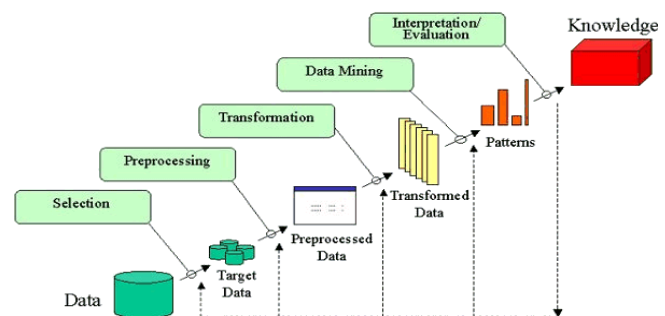 Interpretation/
Evaluation
Knowledge
Data Mining
Transformation
Patterns
Preprocessing
Transformed
Data
Selection
Preprocessed
Data
Target
Data
Data